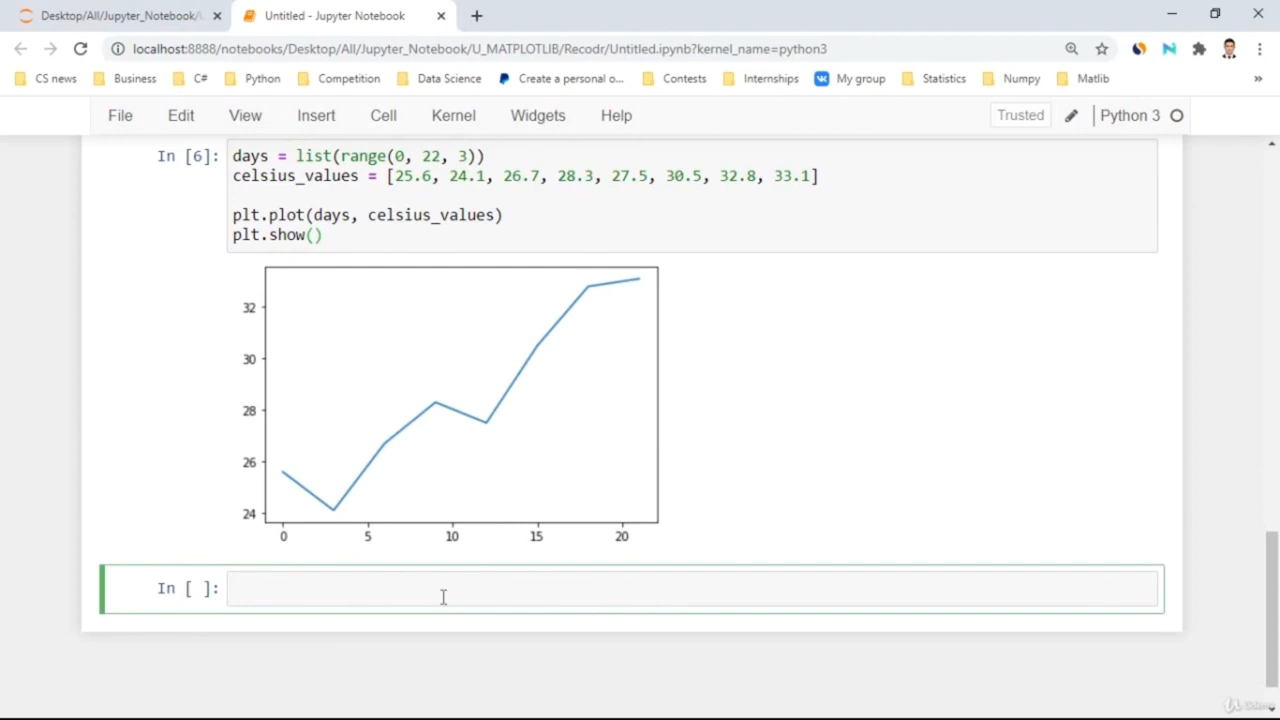 Desktop/All/Jupyter_Notebook/U
Untitled - Jupyter Notebook
localhost:8888/notebooks/Desktop/All/Jupyter_Notebook/U_MATPLOTLIB/Recodr/Untitled.ipynb?kernel_name=python3
CS news Business C# Python Competition Data Science Create a personal o... Contests Internships My group Statistics Numpy Matlib »
File Edit View Insert Cell Kernel Widgets Help Trusted Python 3
In [6]: days = list(range(0, 22, 3))
celsius_values = [25.6, 24.1, 26.7, 28.3, 27.5, 30.5, 32.8, 33.1]
plt.plot(days, celsius_values)
plt.show()
32
30
28
26
24
0 5 10 15 20
In [ ]: